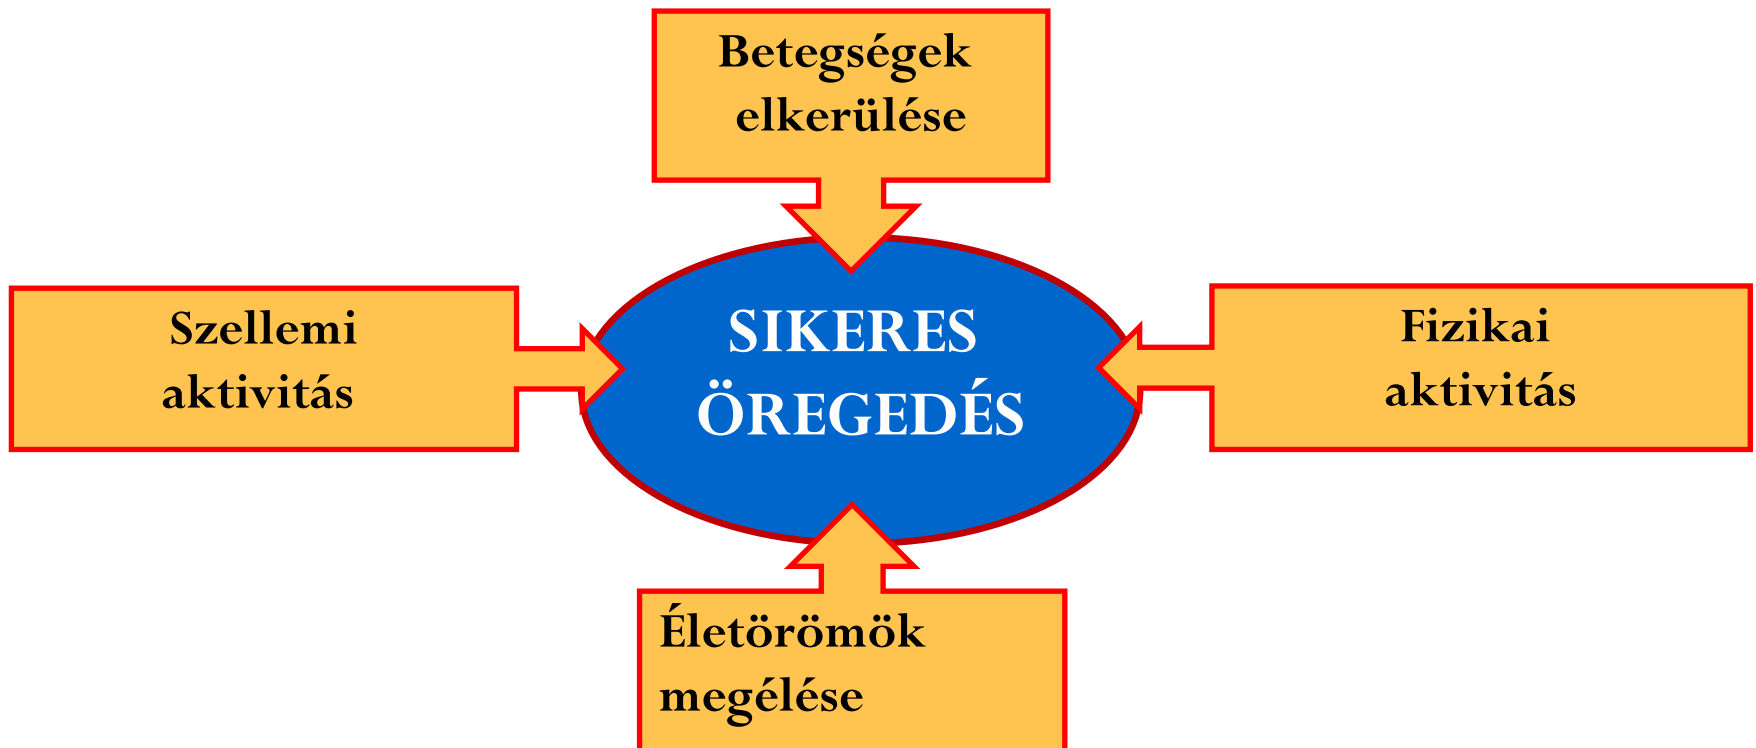 Betegségek
elkerülése
Szellemi
aktivitás
SIKERES
ÖREGEDÉS
Fizikai
aktivitás
Életörömök
megélése